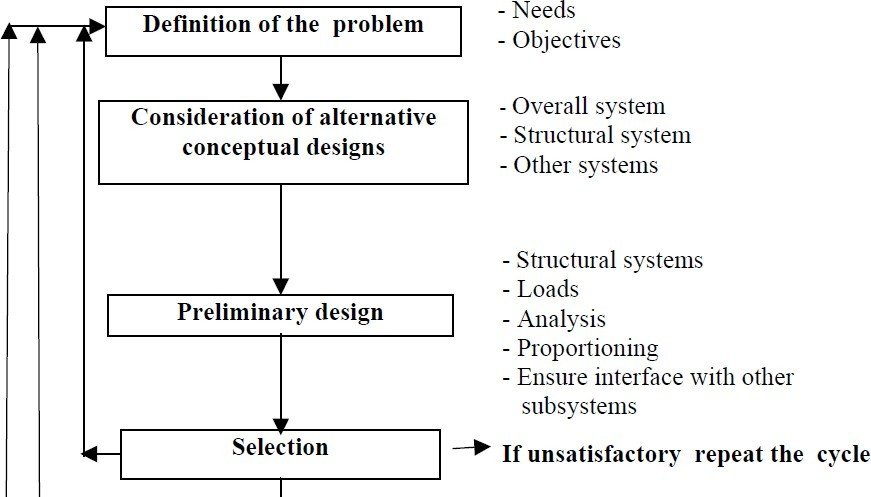 Definition of the problem
- Needs
- Objectives
Consideration of alternative
conceptual designs
- Overall system
- Structural system
- Other systems
Preliminary design
- Structural systems
- Loads
- Analysis
- Proportioning
- Ensure interface with other
subsystems
Selection
If unsatisfactory repeat the cycle